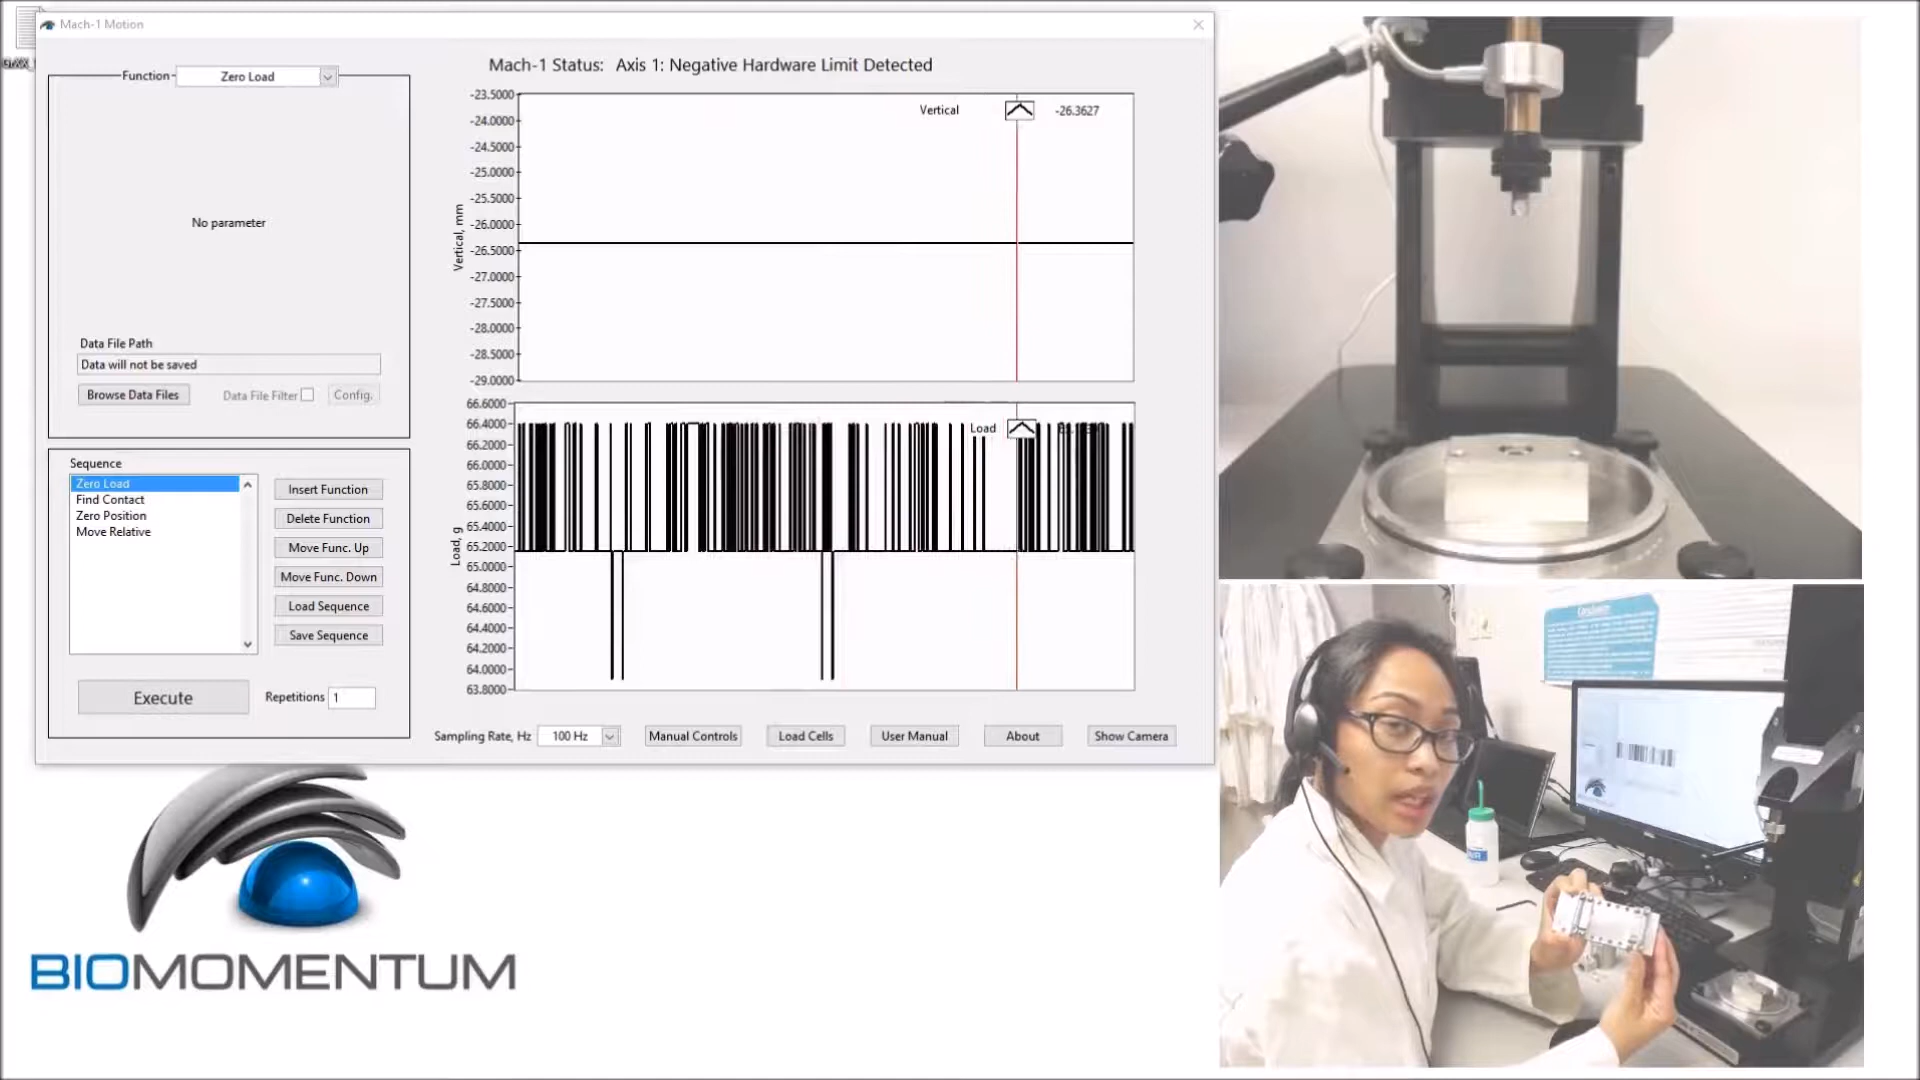 Mach-1 Motion
Function
Zero Load
No parameter
Data File Path
Data will not be saved
Browse Data Files
Data File Filter
Config.
Sequence
Zero Load
Find Contact
Zero Position
Move Relative
Insert Function
Delete Function
Move Func. Up
Move Func. Down
Load Sequence
Save Sequence
Execute
Repetitions 1
Mach-1 Status: Axis 1: Negative Hardware Limit Detected
Vertical -26.3627
Vertical, mm
-23.5000
-24.0000
-24.5000
-25.0000
-25.5000
-26.0000
-26.5000
-27.0000
-27.5000
-28.0000
-28.5000
-29.0000
Load
Load, g
66.6000
66.4000
66.2000
66.0000
65.8000
65.6000
65.4000
65.2000
65.0000
64.8000
64.6000
64.4000
64.2000
64.0000
63.8000
Sampling Rate, Hz 100 Hz
Manual Controls
Load Cells
User Manual
About
Show Camera
BIOMOMENTUM